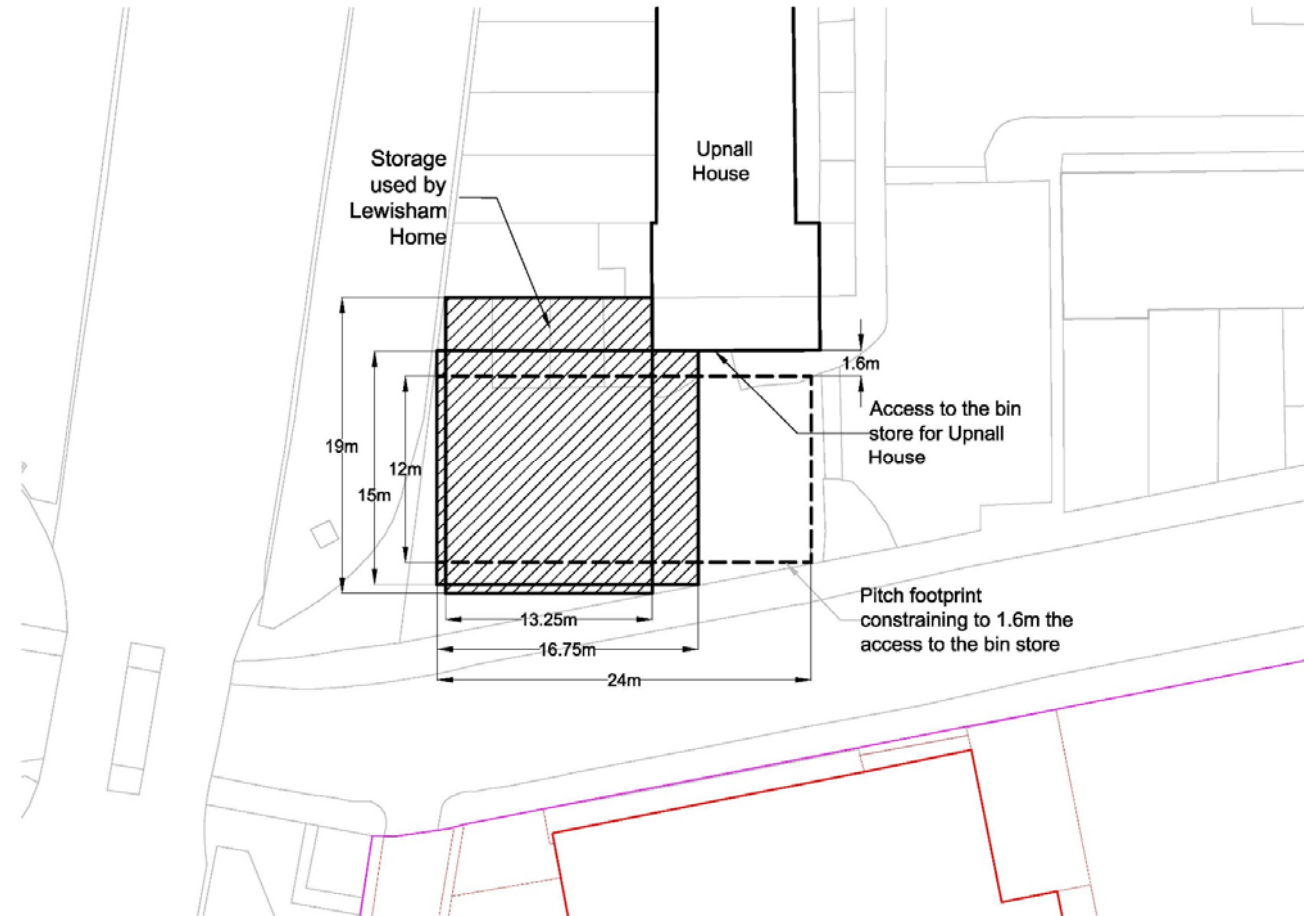 Storage
used by
Lewisham
Home
Upnall
House
1.6m
Access to the bin
store for Upnall
House
19m
12m
15m
Pitch footprint
constraining to 1.6m the
access to the bin store
13.25m
16.75m
24m